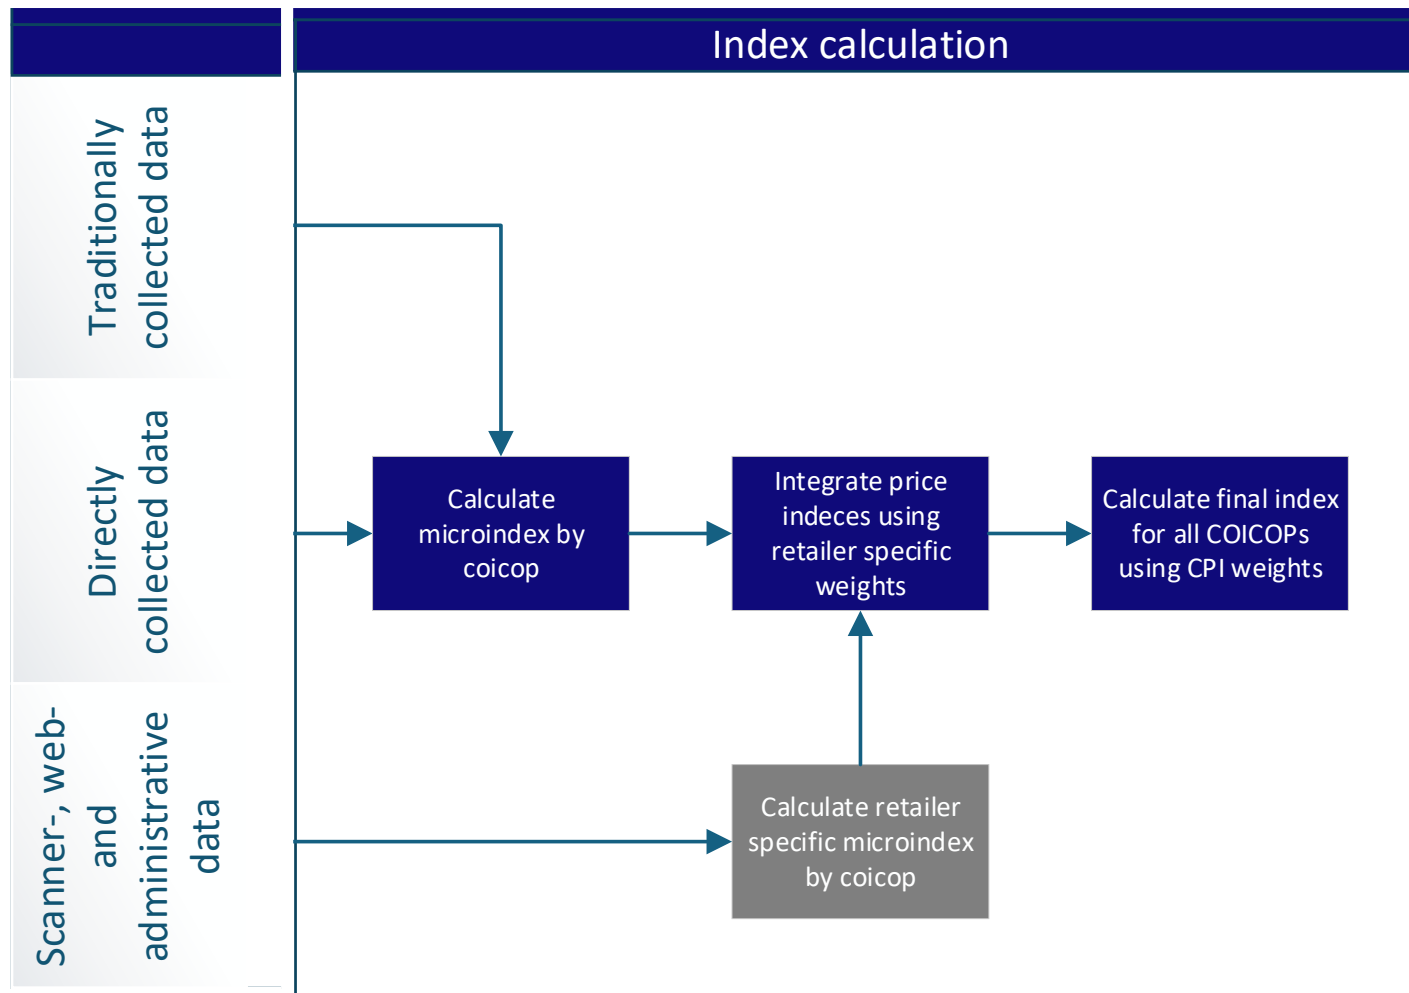 Index calculation
Traditionally
collected data
Directly
collected data
Scanner-, web-
and
administrative
data
Calculate
microindex by
coicop
Integrate price
indeces using
retailer specific
weights
Calculate final index
for all COICOPs
using CPI weights
Calculate retailer
specific microindex
by coicop